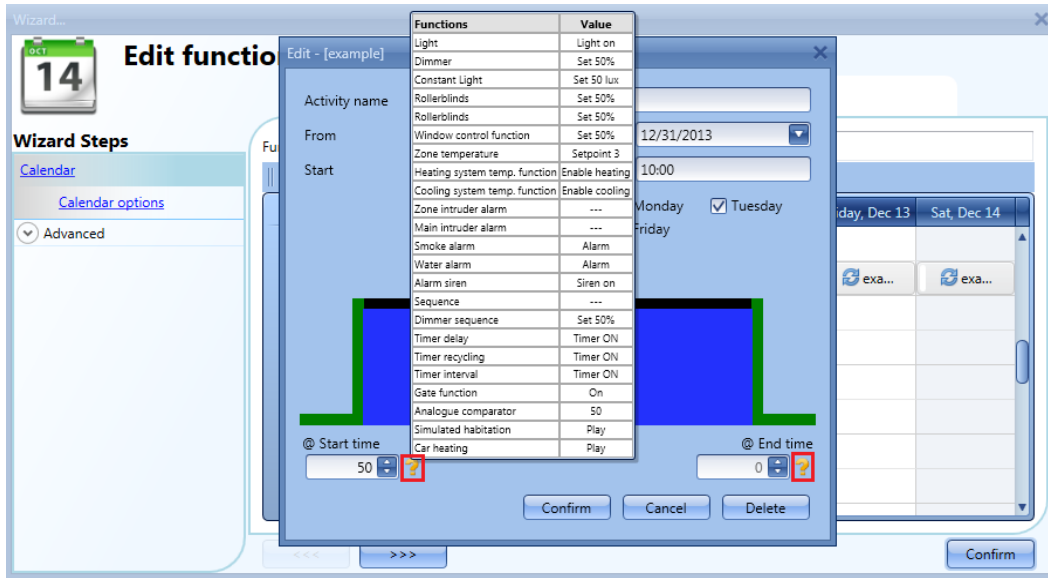 Wizard...
OCT
14
Edit function
Wizard Steps
Calendar
Calendar options
Advanced
Fu
Edit - [example]
Activity name
From
12/31/2013
Start
10:00
Monday
Tuesday
Friday
Functions Value
Light Light on
Dimmer Set 50%
Constant Light Set 50 lux
Rollerblinds Set 50%
Rollerblinds Set 50%
Window control function Set 50%
Zone temperature Setpoint 3
Heating system temp. function Enable heating
Cooling system temp. function Enable cooling
Zone intruder alarm ---
Main intruder alarm ---
Smoke alarm Alarm
Water alarm Alarm
Alarm siren Siren on
Sequence ---
Dimmer sequence Set 50%
Timer delay Timer ON
Timer recycling Timer ON
Timer interval Timer ON
Gate function On
Analogue comparator 50
Simulated habitation Play
Car heating Play
@ Start time
50 ?
@ End time
0 ?
Confirm Cancel Delete
iday, Dec 13 Sat, Dec 14
exa... exa...
<<< >>> Confirm